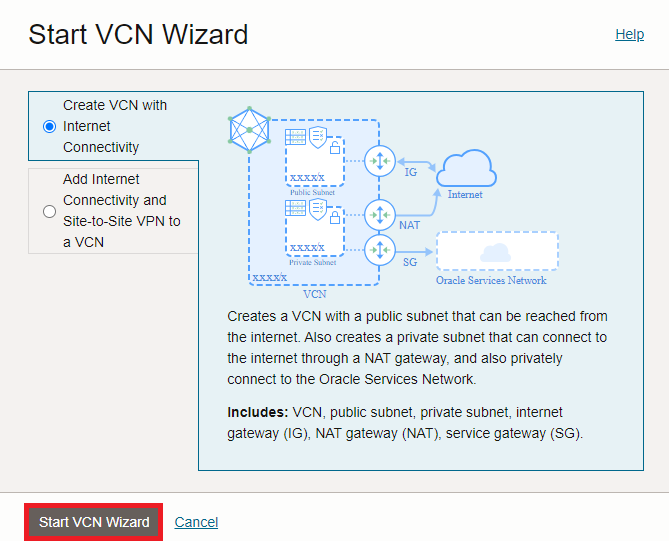 Start VCN Wizard
Help
Create VCN with
Internet
Connectivity
Add Internet
Connectivity and
Site-to-Site VPN to
a VCN
xxxx/x
Public Subnet
IG
Internet
NAT
xxxx/x
Private Subnet
SG
Oracle Services Network
xxxx/x
VCN
Creates a VCN with a public subnet that can be reached from
the internet. Also creates a private subnet that can connect to
the internet through a NAT gateway, and also privately
connect to the Oracle Services Network.
Includes: VCN, public subnet, private subnet, internet
gateway (IG), NAT gateway (NAT), service gateway (SG).
Start VCN Wizard
Cancel